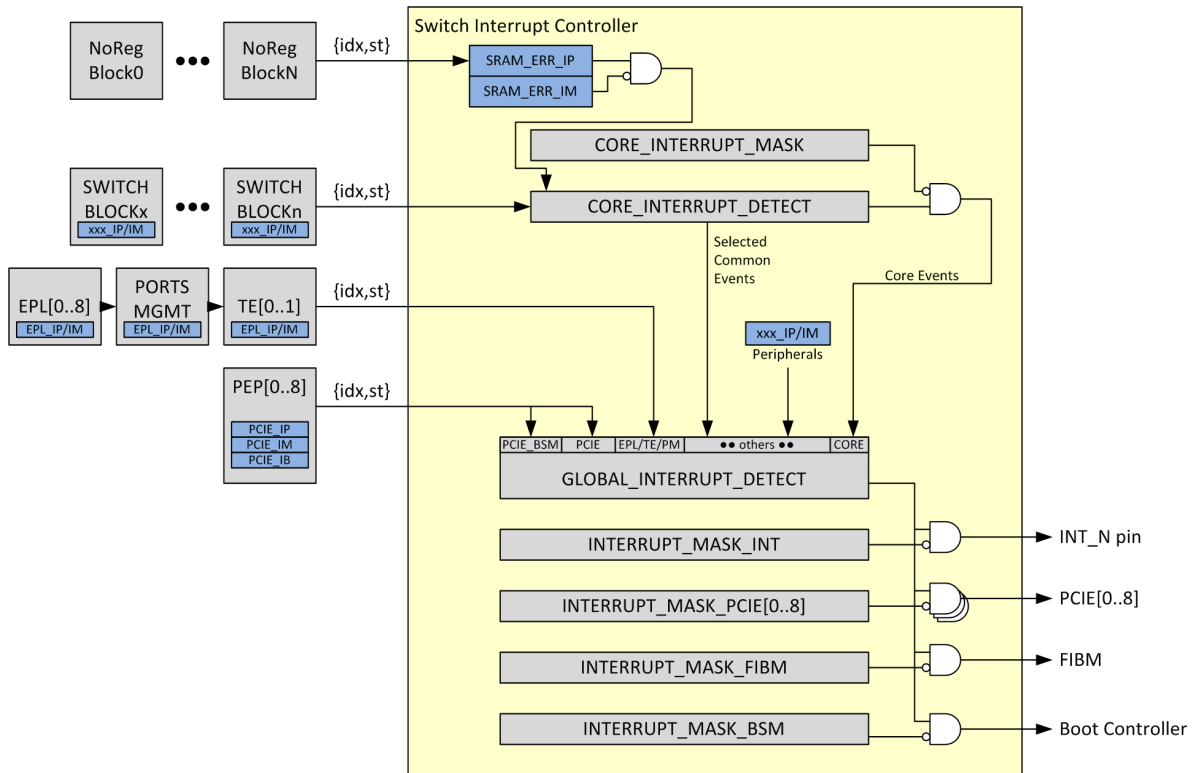 Switch Interrupt Controller
NoReg
Block0
●●●
NoReg
BlockN
{idx,st}
SRAM_ERR_IP
SRAM_ERR_IM
CORE_INTERRUPT_MASK
SWITCH
BLOCKx
xxx_IP/IM
●●●
SWITCH
BLOCKn
xxx_IP/IM
{idx,st}
CORE_INTERRUPT_DETECT
Selected
Common
Events
Core Events
EPL[0..8]
EPL_IP/IM
PORTS
MGMT
EPL_IP/IM
TE[0..1]
EPL_IP/IM
{idx,st}
xxx_IP/IM
Peripherals
PEP[0..8]
PCIE_IP
PCIE_IM
PCIE_IB
{idx,st}
PCIE_BSM
PCIE
EPL/TE/PM
●● others ●●
CORE
GLOBAL_INTERRUPT_DETECT
INTERRUPT_MASK_INT
INT_N pin
INTERRUPT_MASK_PCIE[0..8]
PCIE[0..8]
INTERRUPT_MASK_FIBM
FIBM
INTERRUPT_MASK_BSM
Boot Controller